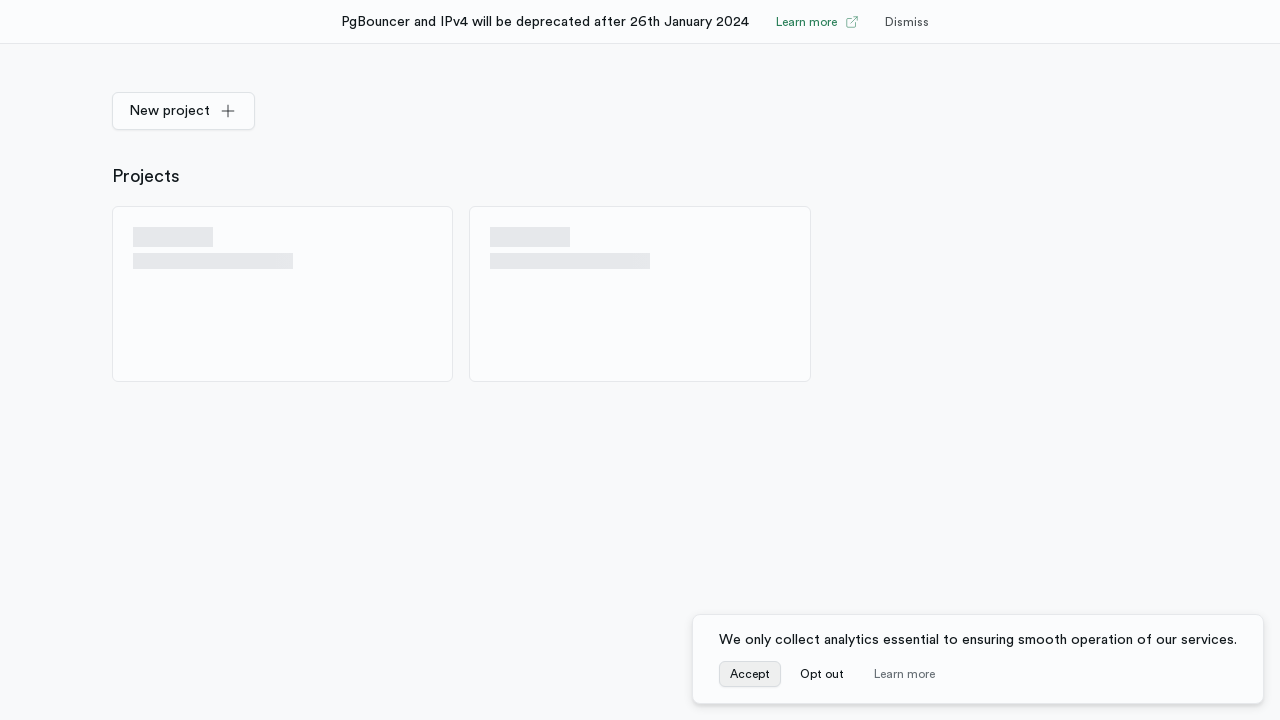 PgBouncer and IPv4 will be deprecated after 26th January 2024 Learn more Dismiss
New project
Projects
We only collect analytics essential to ensuring smooth operation of our services.
Accept Opt out Learn more